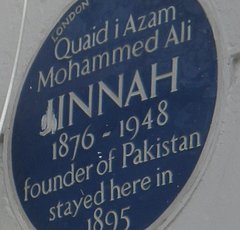 LONDON
Quaid i Azam
Mohammed Ali
JINNAH
1876 - 1948
founder of Pakistan
stayed here in
1895